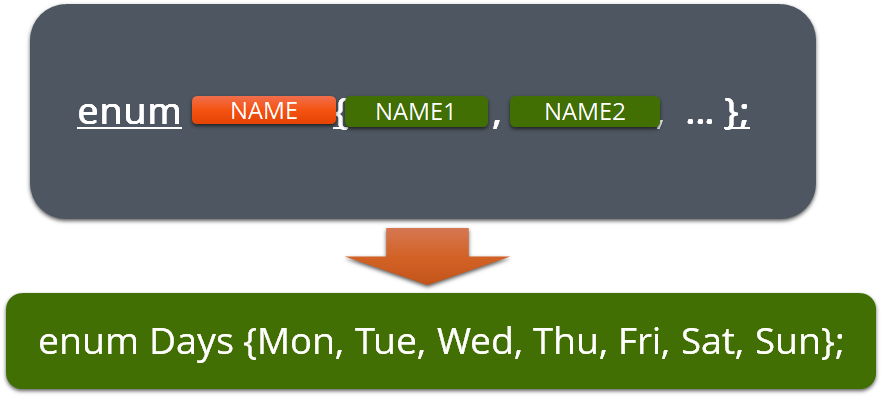 enum NAME {NAME1, NAME2, ... };
enum Days {Mon, Tue, Wed, Thu, Fri, Sat, Sun};